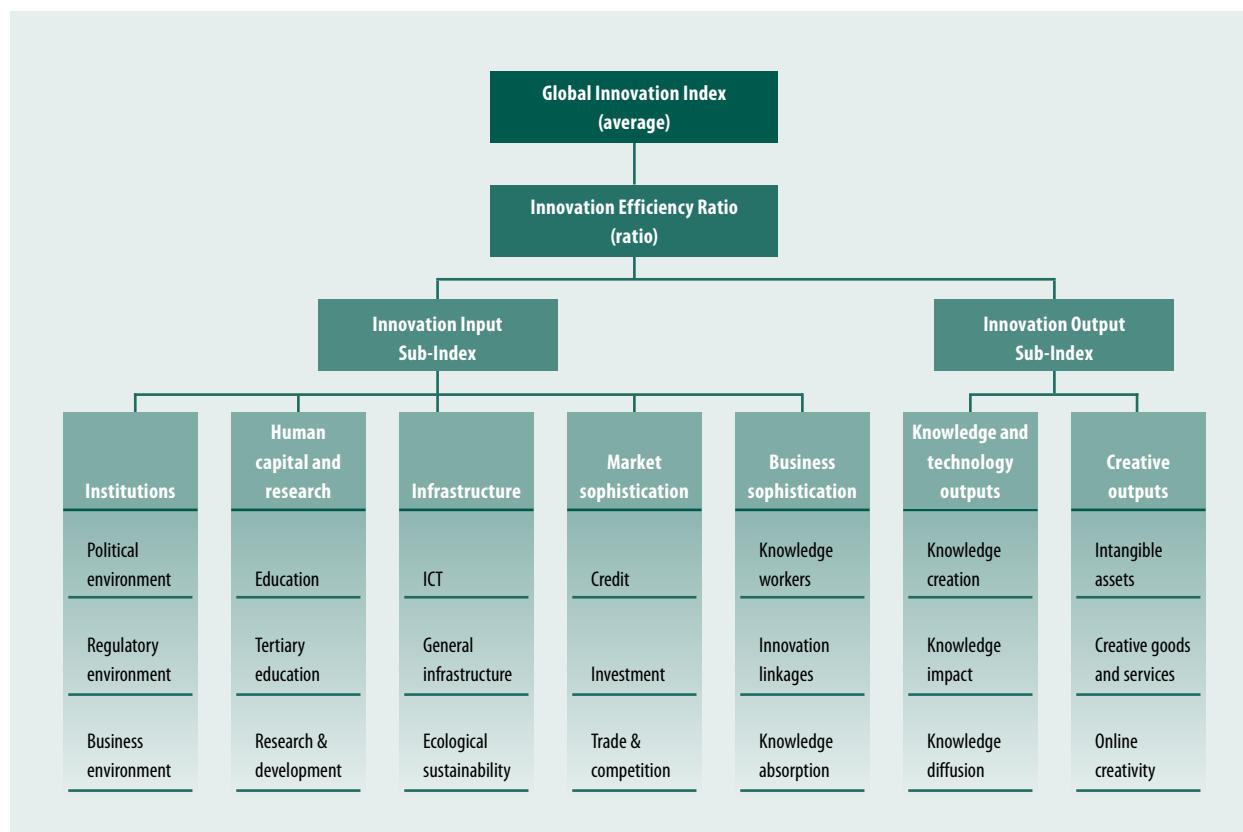 Global Innovation Index
(average)
Innovation Efficiency Ratio
(ratio)
Innovation Input
Sub-Index
Innovation Output
Sub-Index
Institutions
Human
capital and
research
Infrastructure
Market
sophistication
Business
sophistication
Knowledge and
technology
outputs
Creative
outputs
Political
environment
Education
ICT
Credit
Knowledge
workers
Knowledge
creation
Intangible
assets
Regulatory
environment
Tertiary
education
General
infrastructure
Investment
Innovation
linkages
Knowledge
impact
Creative goods
and services
Business
environment
Research &
development
Ecological
sustainability
Trade &
competition
Knowledge
absorption
Knowledge
diffusion
Online
creativity